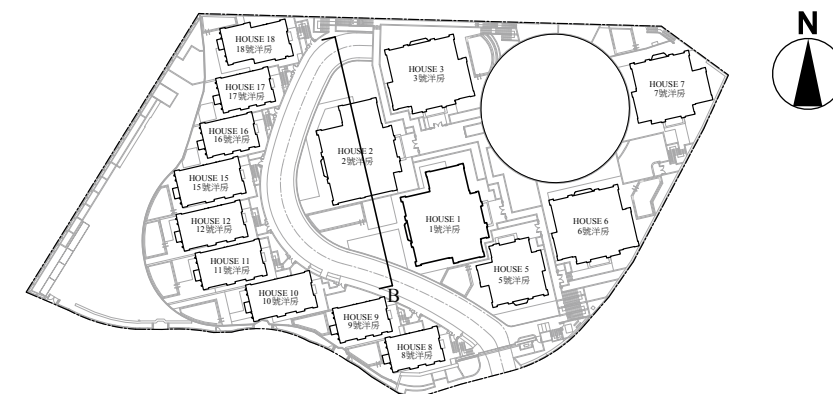 N
HOUSE 18
18號洋房
HOUSE 17
17號洋房
HOUSE 16
16號洋房
HOUSE 15
15號洋房
HOUSE 12
12號洋房
HOUSE 11
11號洋房
HOUSE 10
10號洋房
HOUSE 9
9號洋房
HOUSE 8
8號洋房
HOUSE 3
3號洋房
HOUSE 2
2號洋房
HOUSE 1
1號洋房
HOUSE 5
5號洋房
HOUSE 6
6號洋房
HOUSE 7
7號洋房
B